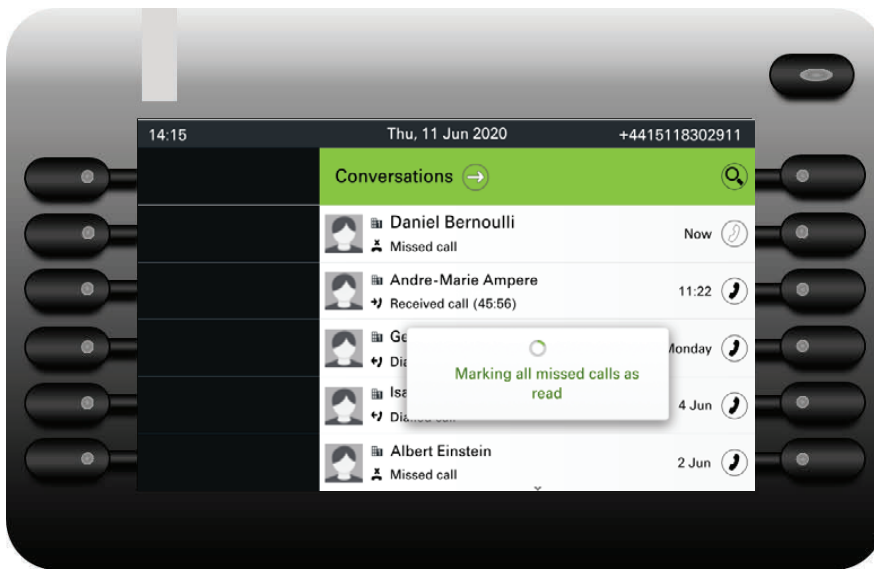 14:15 Thu, 11 Jun 2020 +4415118302911
Conversations
Daniel Bernoulli
Missed call
Now
Andre-Marie Ampere
Received call (45:56)
11:22
Marking all missed calls as
read
4 Jun
Albert Einstein
Missed call
2 Jun